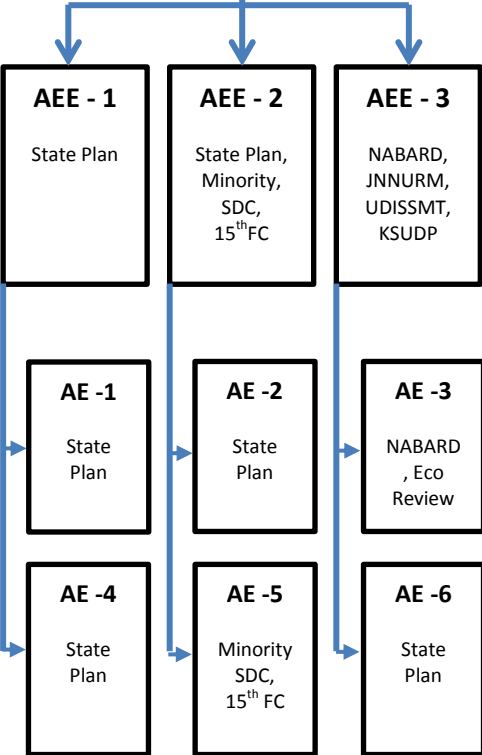 AEE - 1
State Plan
AEE - 2
State Plan,
Minority,
SDC,
15th FC
AEE - 3
NABARD,
JNNURM,
UDISSMT,
KSUDP
AE -1
State
Plan
AE -2
State
Plan
AE -3
NABARD
, Eco
Review
AE -4
State
Plan
AE -5
Minority
SDC,
15th FC
AE -6
State
Plan